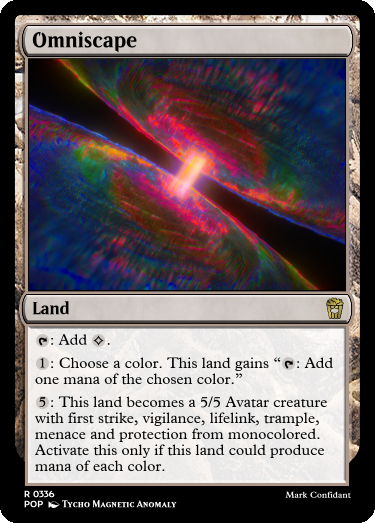 Omniscape
Land
T: Add C.
1: Choose a color. This land gains “T: Add
one mana of the chosen color.”
5: This land becomes a 5/5 Avatar creature
with first strike, vigilance, lifelink, trample,
menace and protection from monocolored.
Activate this only if this land could produce
mana of each color.
R 0336
POP Tycho Magnetic Anomaly
Mark Confidant